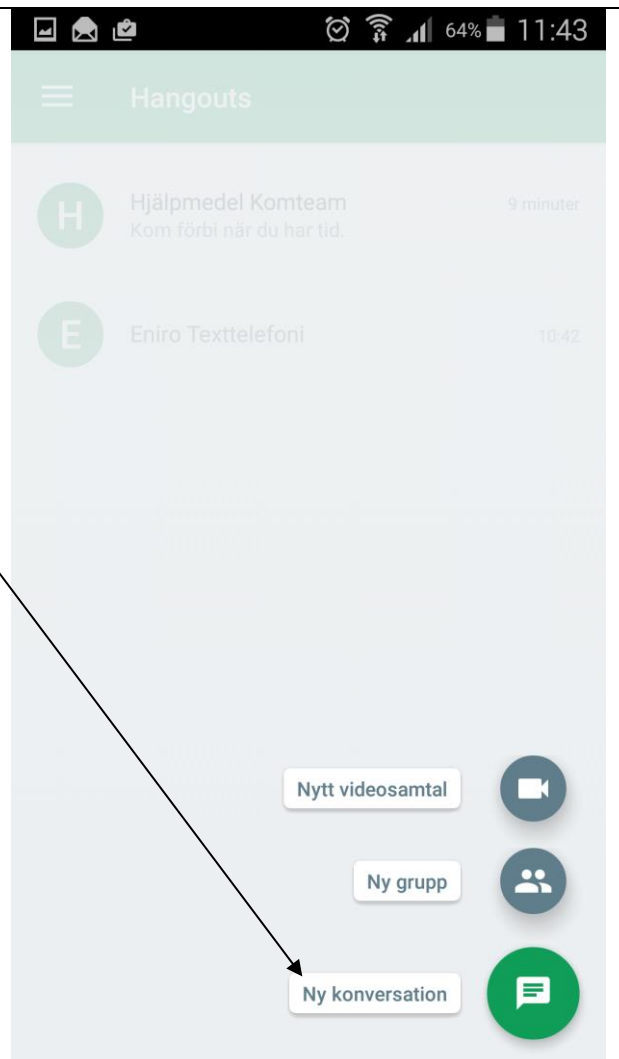 64% 11:43
Hangouts
H Hjälpmedel Komteam 9 minuter
Kom förbi när du har tid.
E Eniro Texttelefoni 10:42
Nytt videosamtal
Ny grupp
Ny konversation